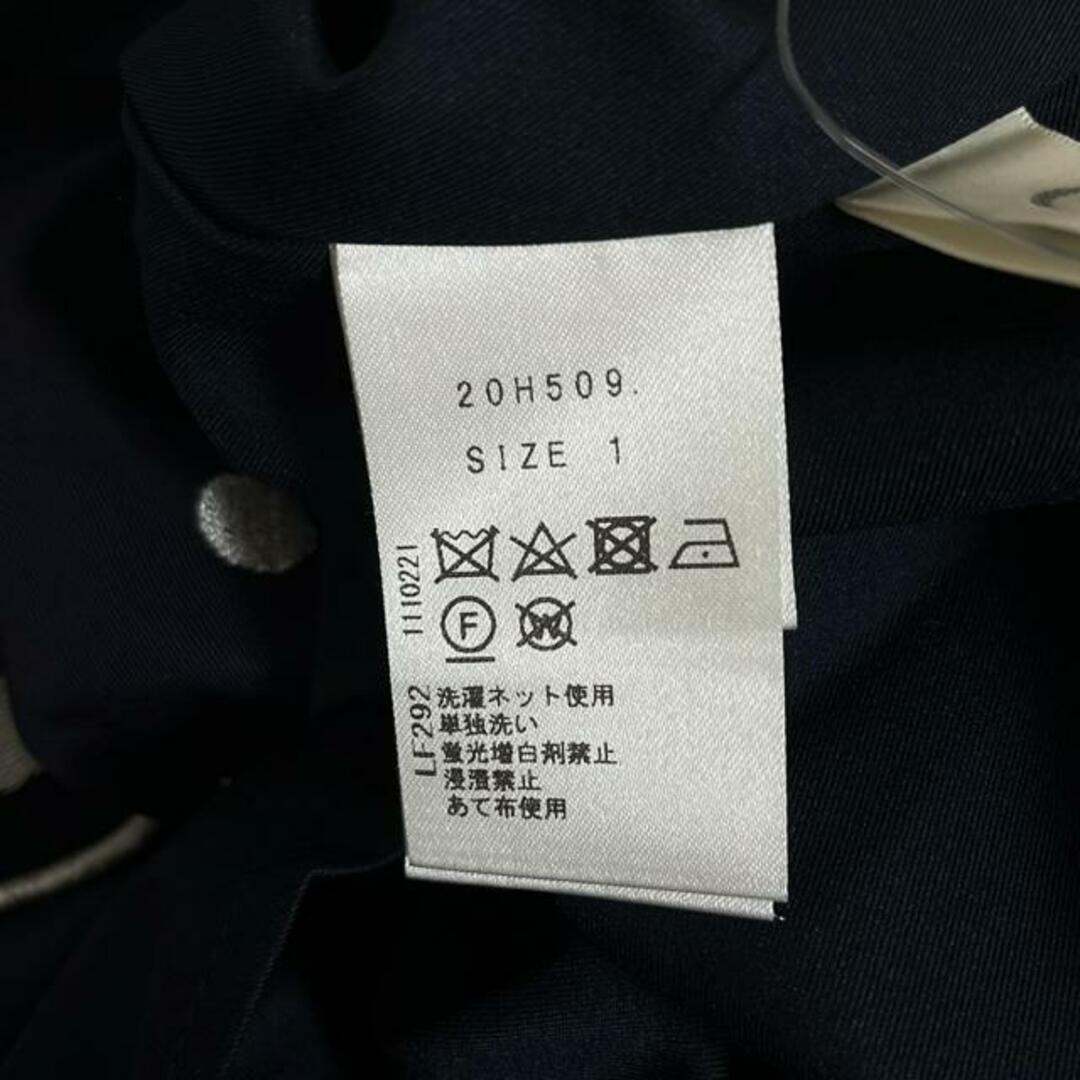 20H509.
SIZE 1
1110221
F
W
LF292
洗濯ネット使用
単独洗い
蛍光増白剤禁止
浸漬禁止
あて布使用